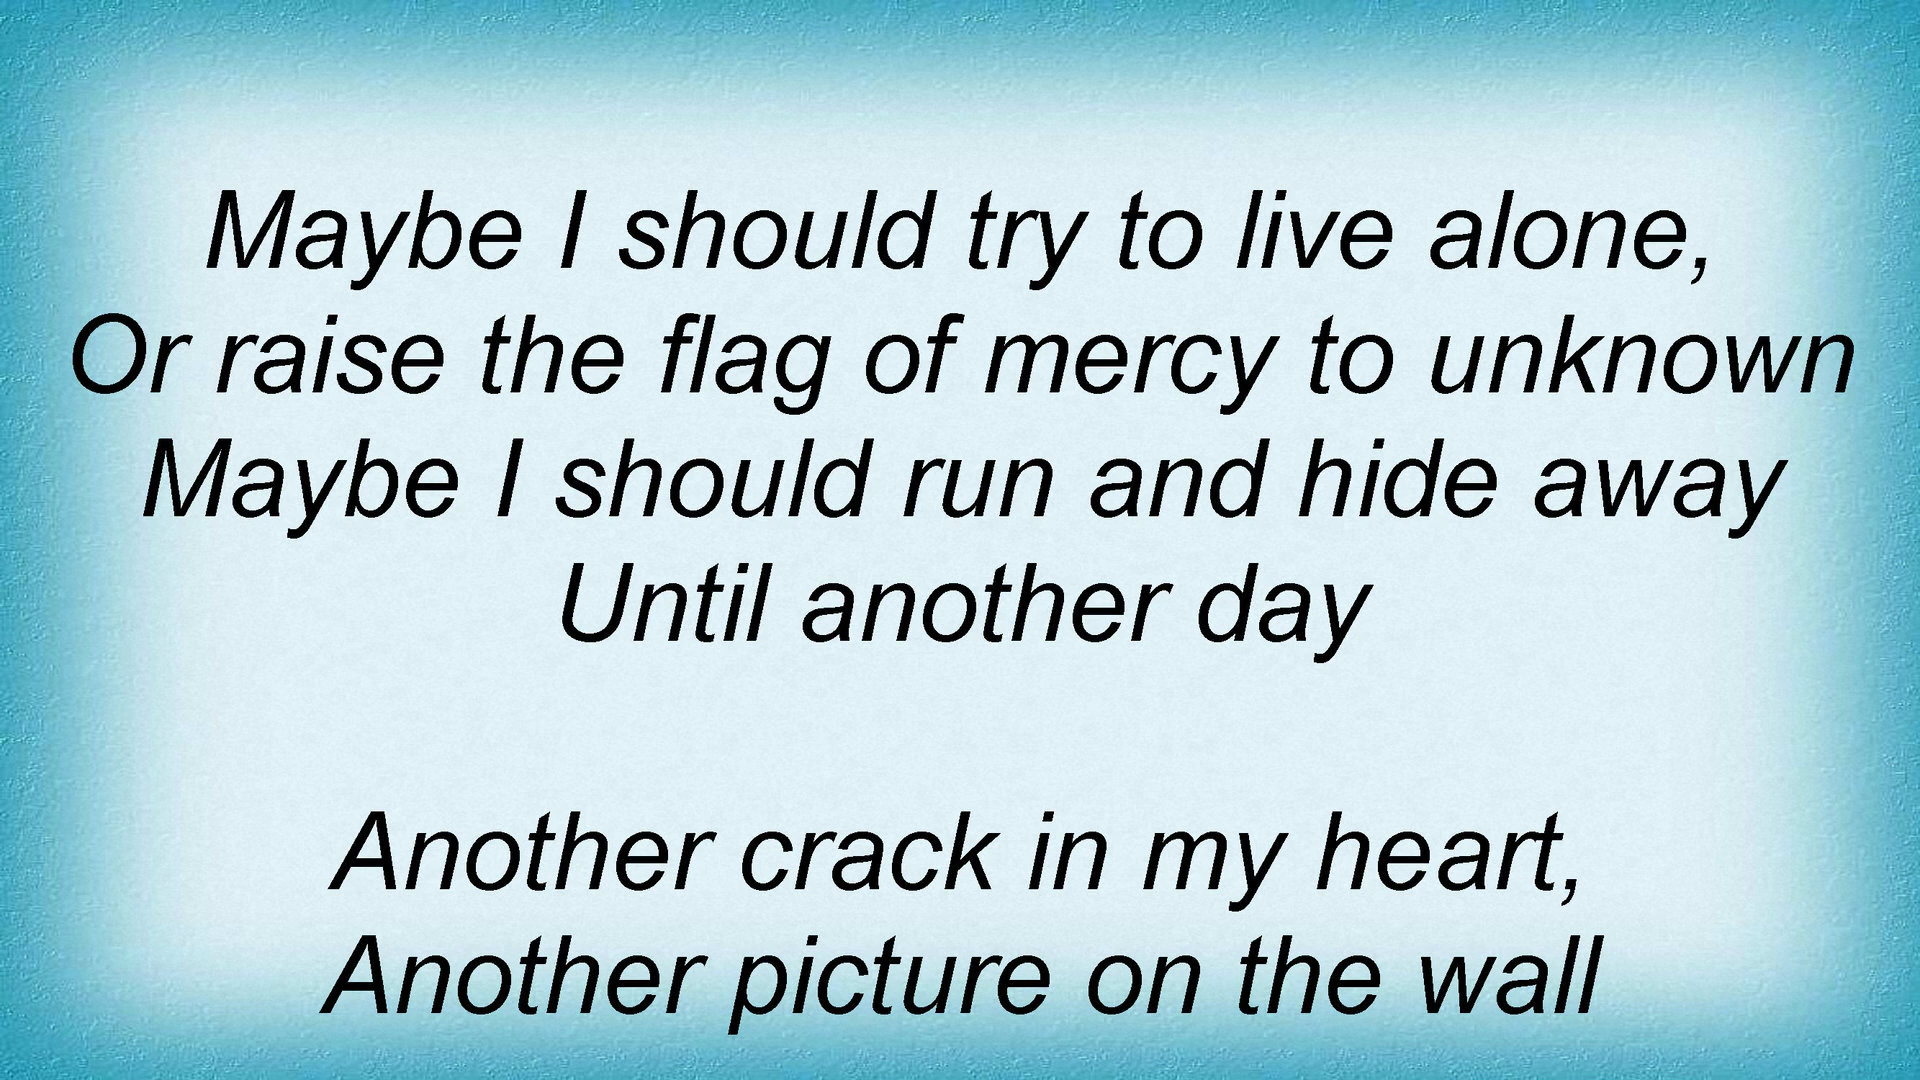 Maybe I should try to live alone,
Or raise the flag of mercy to unknown
Maybe I should run and hide away
Until another day
Another crack in my heart,
Another picture on the wall